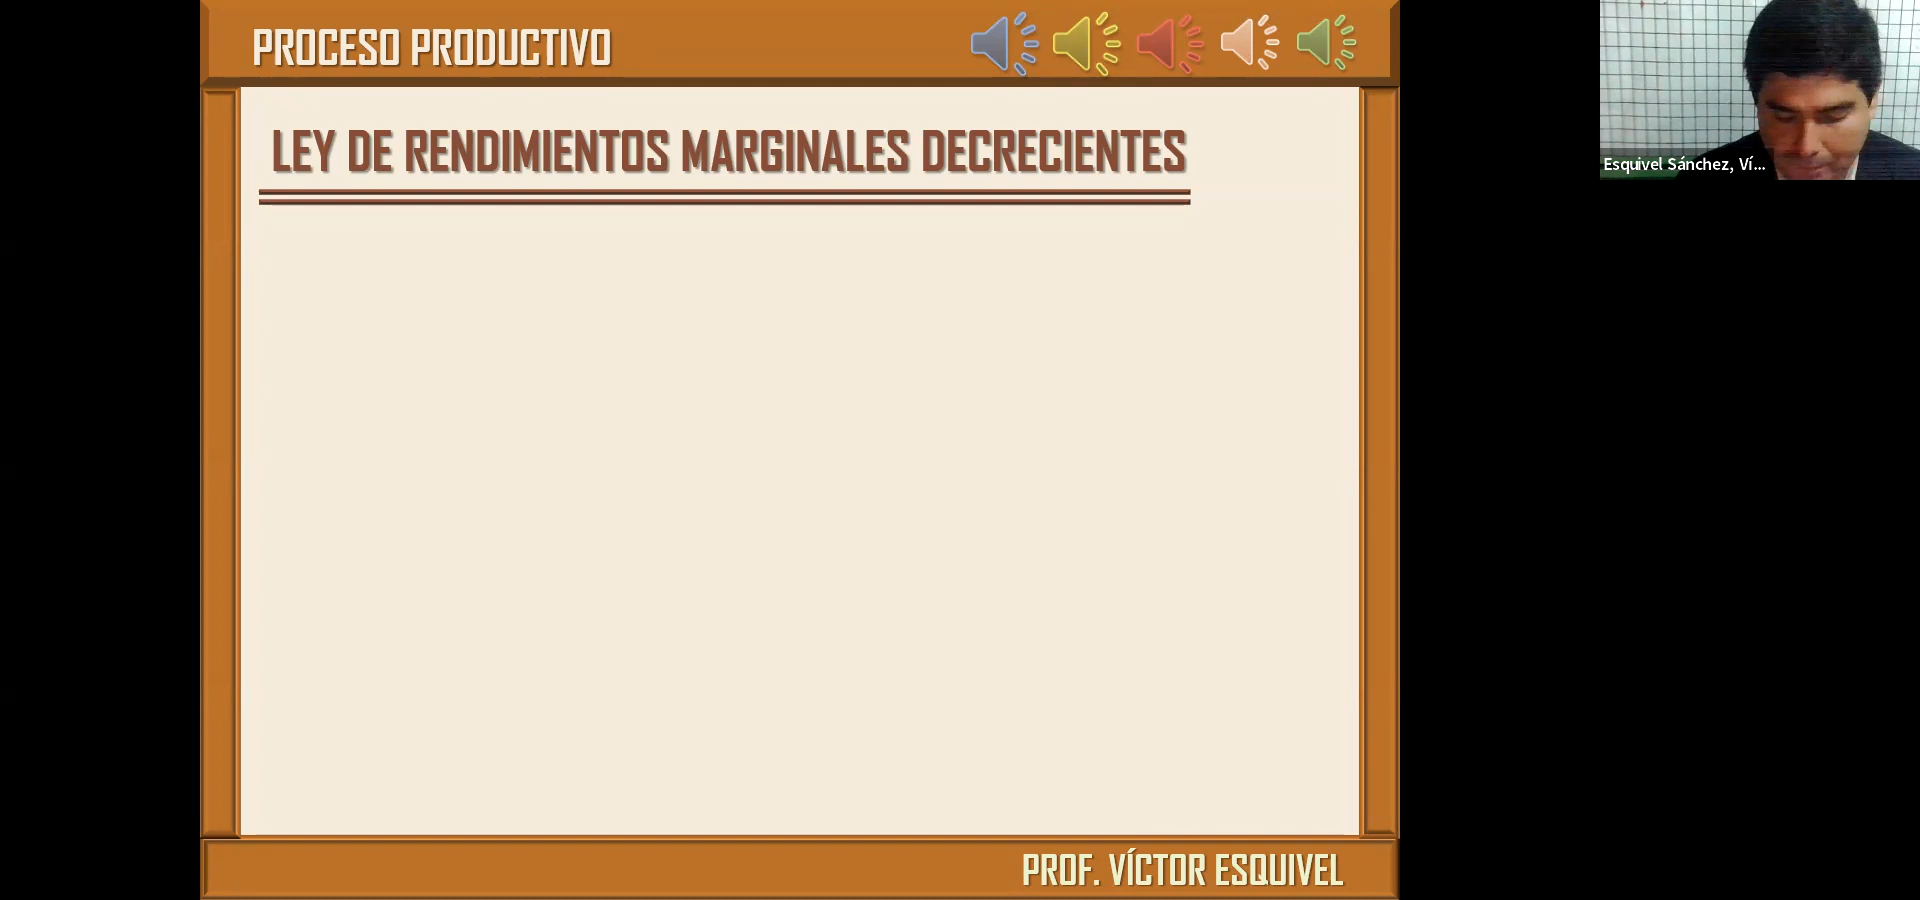 PROCESO PRODUCTIVO
LEY DE RENDIMIENTOS MARGINALES DECRECIENTES
PROF. VÍCTOR ESQUIVEL
Esquivel Sánchez, Ví...